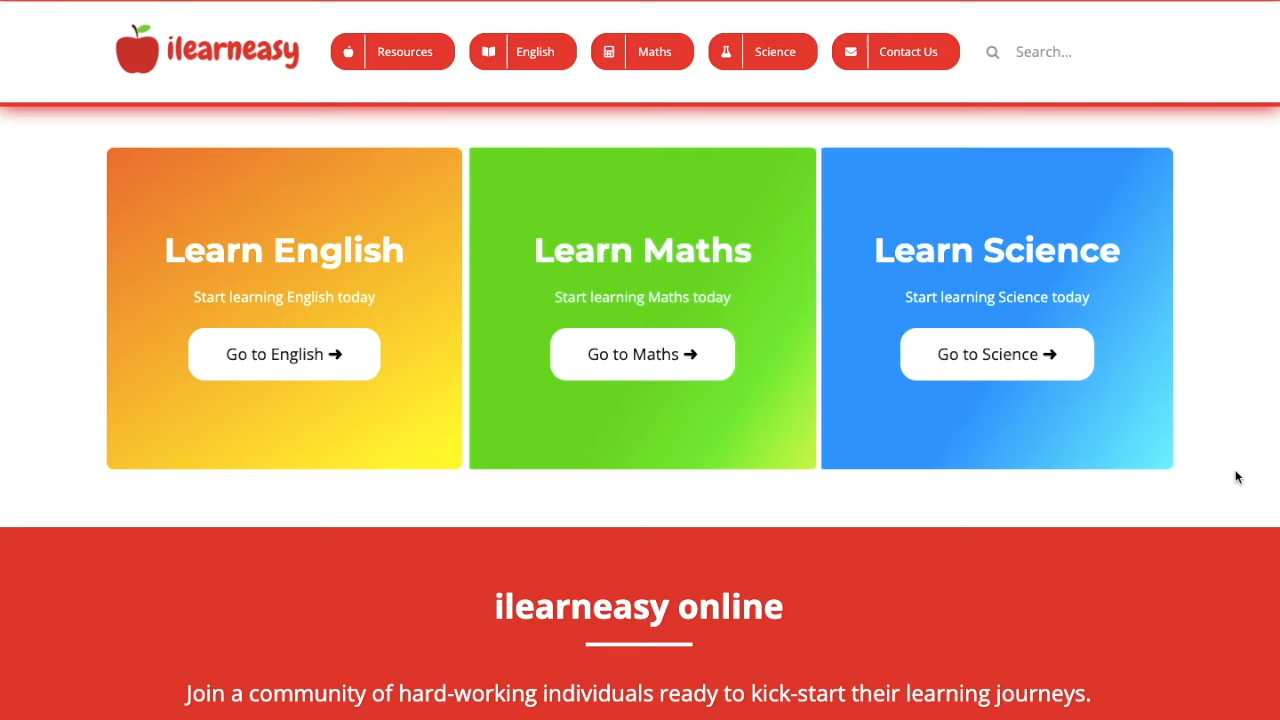 ilearneasy
Resources
English
Maths
Science
Contact Us
Search...
Learn English
Start learning English today
Go to English ➜
Learn Maths
Start learning Maths today
Go to Maths ➜
Learn Science
Start learning Science today
Go to Science ➜
ilearneasy online
Join a community of hard-working individuals ready to kick-start their learning journeys.